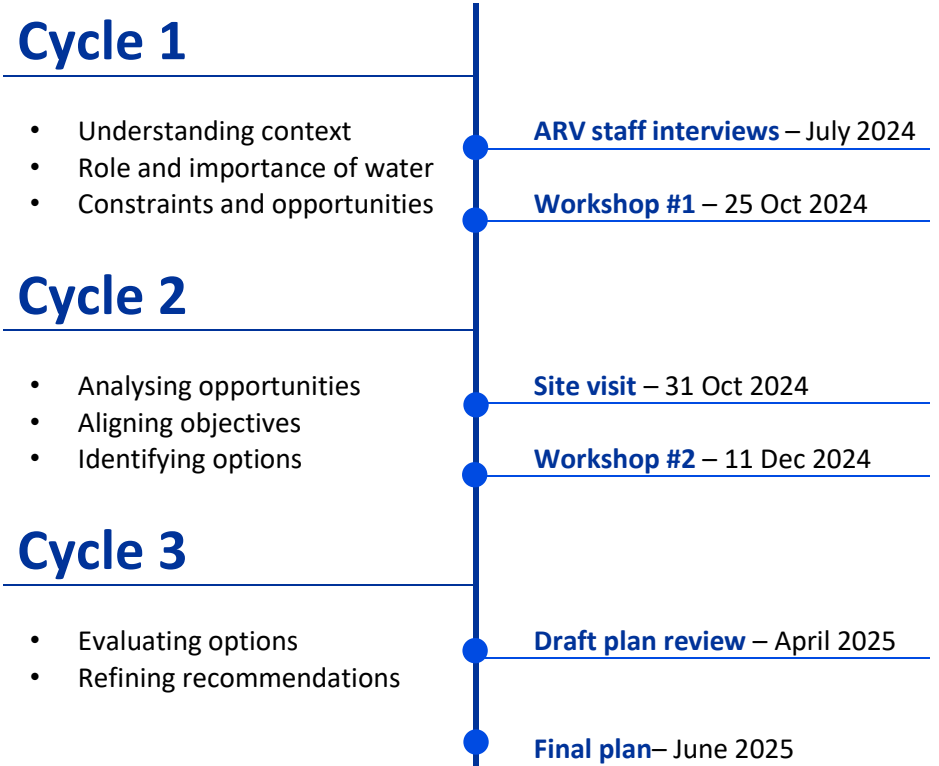 Cycle 1
• Understanding context
• Role and importance of water
• Constraints and opportunities
ARV staff interviews – July 2024
Workshop #1 – 25 Oct 2024
Cycle 2
• Analysing opportunities
• Aligning objectives
• Identifying options
Site visit – 31 Oct 2024
Workshop #2 – 11 Dec 2024
Cycle 3
• Evaluating options
• Refining recommendations
Draft plan review – April 2025
Final plan– June 2025